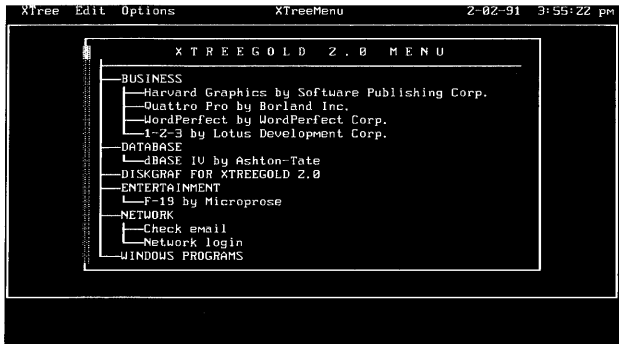 XTree Edit Options XTreeMenu 2-02-91 3:55:22 pm
X T R E E G O L D 2 . 0 M E N U
BUSINESS
Harvard Graphics by Software Publishing Corp.
Quattro Pro by Borland Inc.
WordPerfect by WordPerfect Corp.
1-2-3 by Lotus Development Corp.
DATABASE
dBASE IV by Ashton-Tate
DISKGRAF FOR XTREEGOLD 2.0
ENTERTAINMENT
F-19 by Microprose
NETWORK
Check email
Network login
WINDOWS PROGRAMS